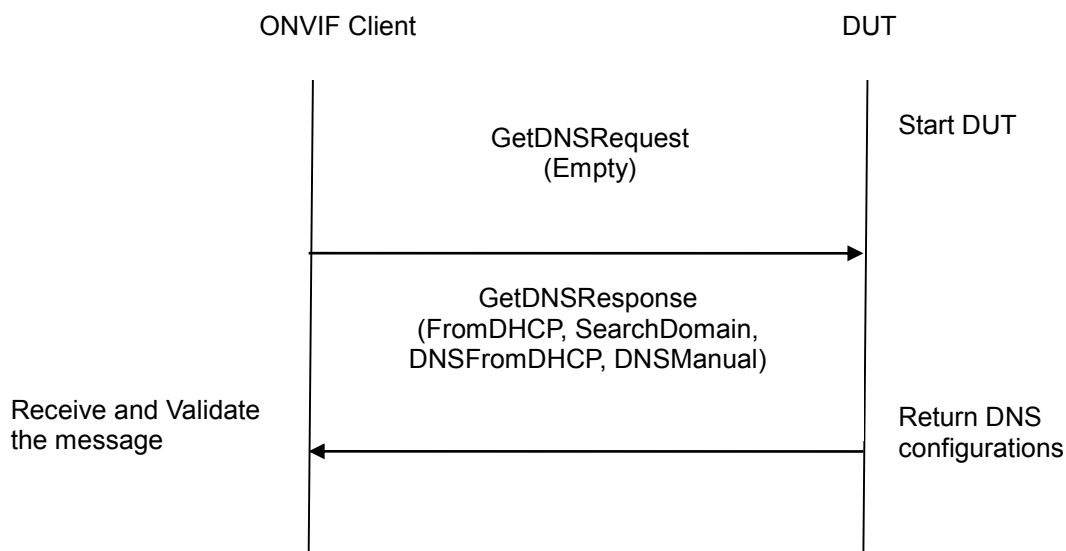 ONVIF Client
DUT
Start DUT
GetDNSRequest
(Empty)
GetDNSResponse
(FromDHCP, SearchDomain,
DNSFromDHCP, DNSManual)
Receive and Validate
the message
Return DNS
configurations